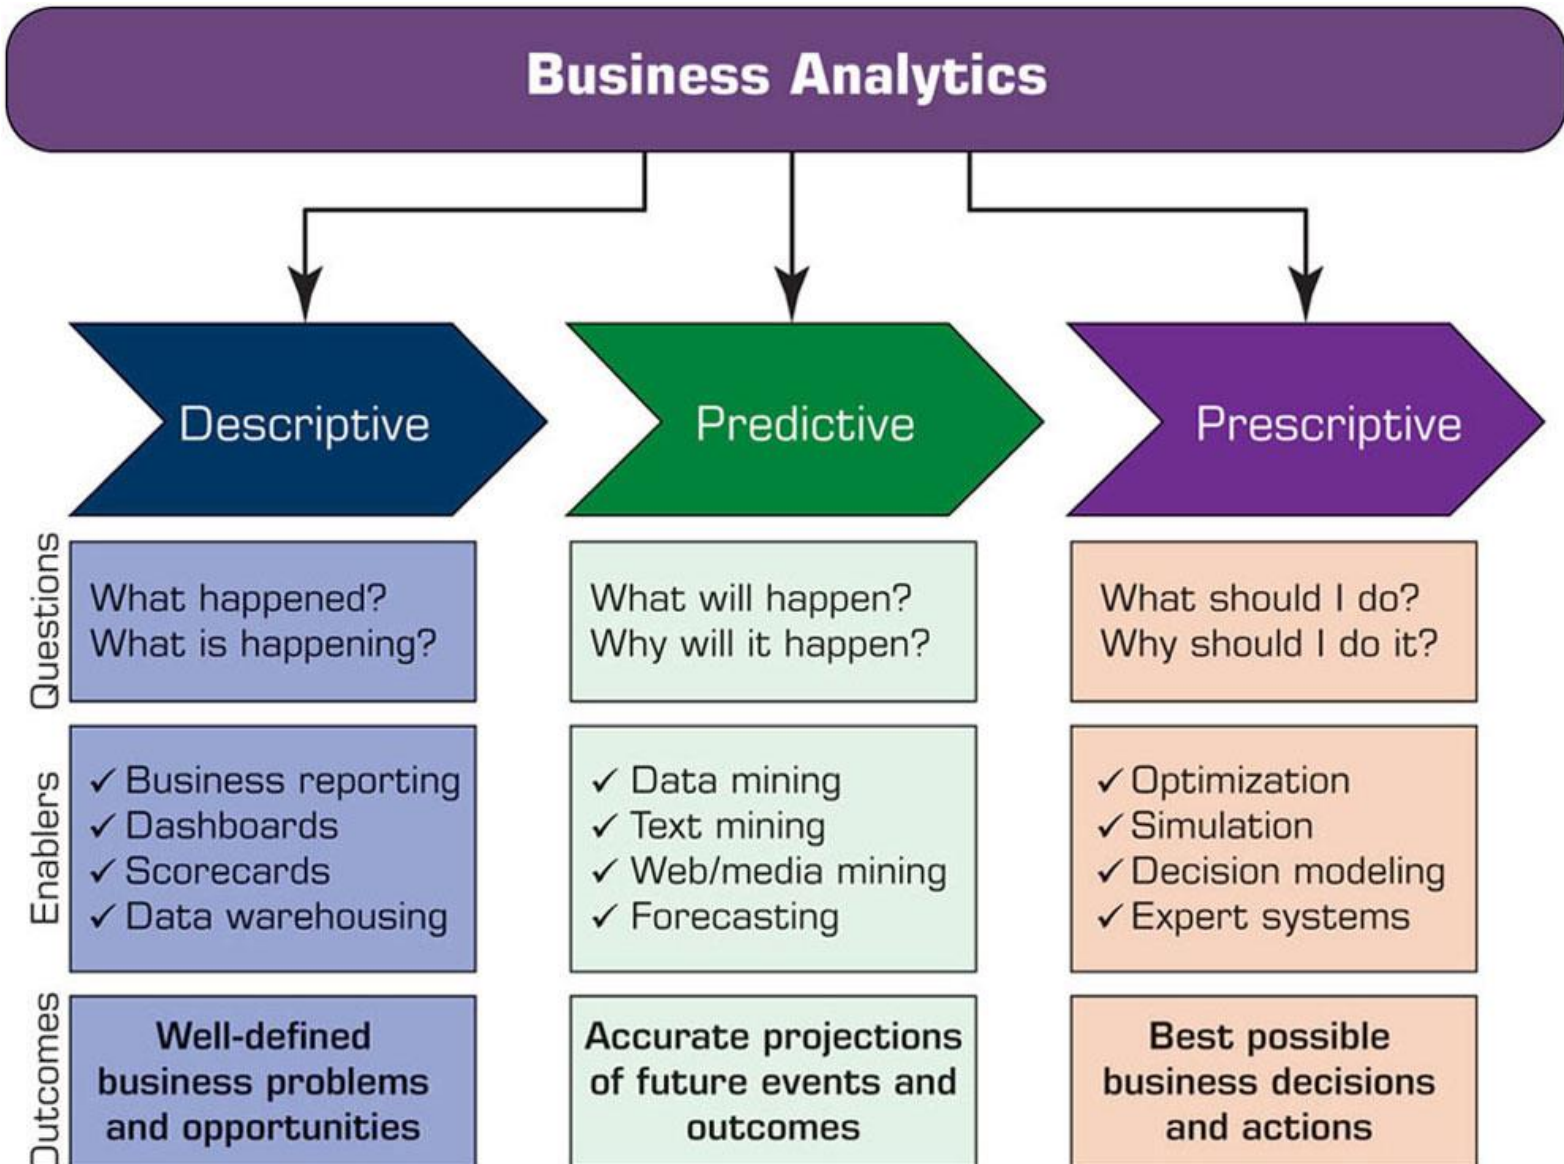 Business Analytics
Descriptive
Predictive
Prescriptive
Questions
What happened?
What is happening?
What will happen?
Why will it happen?
What should I do?
Why should I do it?
Enablers
✓ Business reporting
✓ Dashboards
✓ Scorecards
✓ Data warehousing
✓ Data mining
✓ Text mining
✓ Web/media mining
✓ Forecasting
✓ Optimization
✓ Simulation
✓ Decision modeling
✓ Expert systems
Outcomes
Well-defined
business problems
and opportunities
Accurate projections
of future events and
outcomes
Best possible
business decisions
and actions